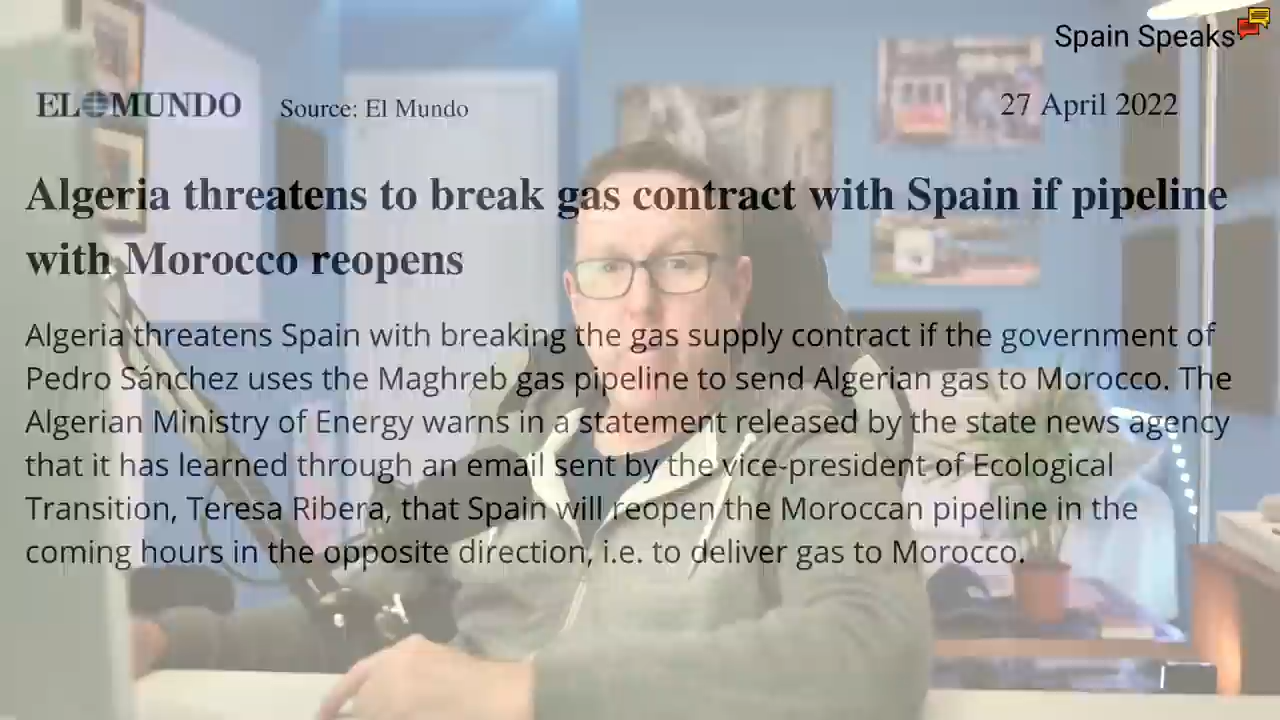 Spain Speaks
EL MUNDO
Source: El Mundo
27 April 2022
Algeria threatens to break gas contract with Spain if pipeline
with Morocco reopens
Algeria threatens Spain with breaking the gas supply contract if the government of
Pedro Sánchez uses the Maghreb gas pipeline to send Algerian gas to Morocco. The
Algerian Ministry of Energy warns in a statement released by the state news agency
that it has learned through an email sent by the vice-president of Ecological
Transition, Teresa Ribera, that Spain will reopen the Moroccan pipeline in the
coming hours in the opposite direction, i.e. to deliver gas to Morocco.